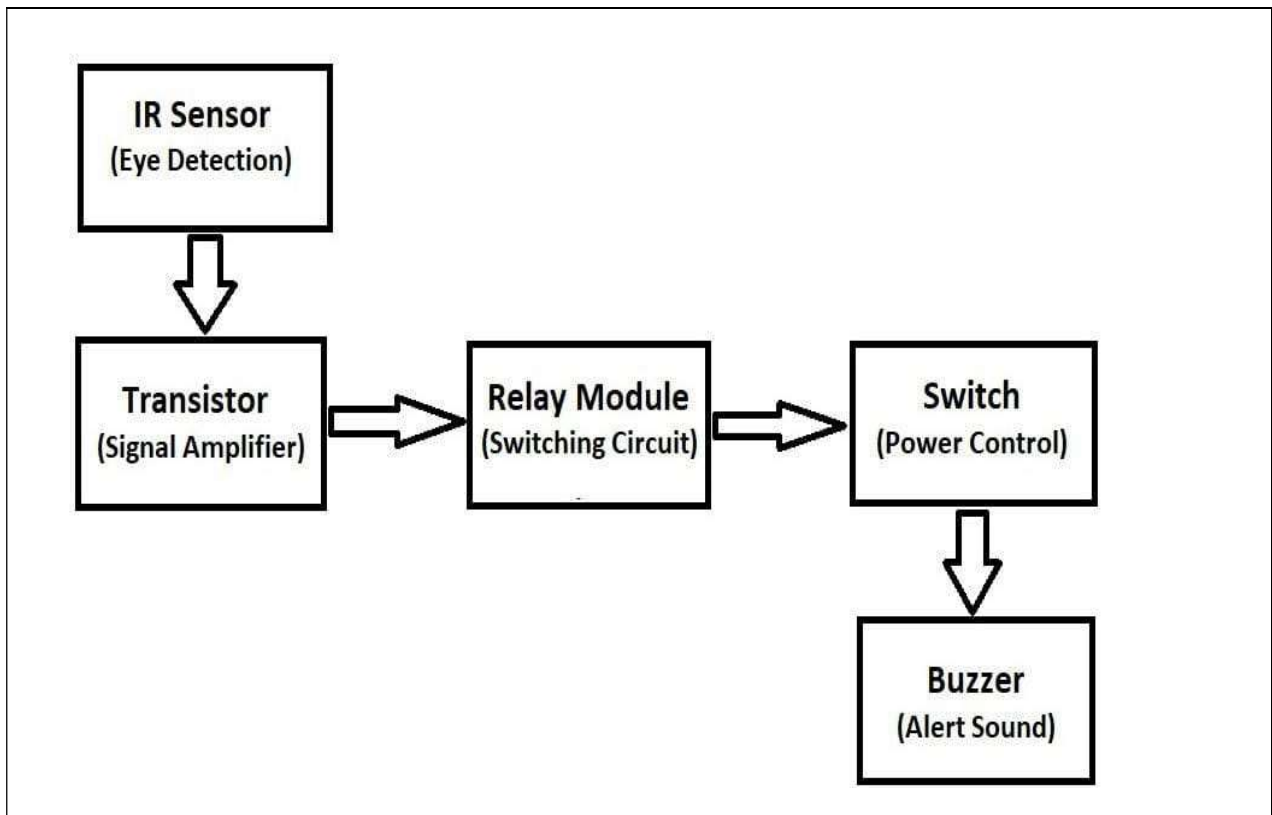 IR Sensor
(Eye Detection)
Transistor
(Signal Amplifier)
Relay Module
(Switching Circuit)
Switch
(Power Control)
Buzzer
(Alert Sound)